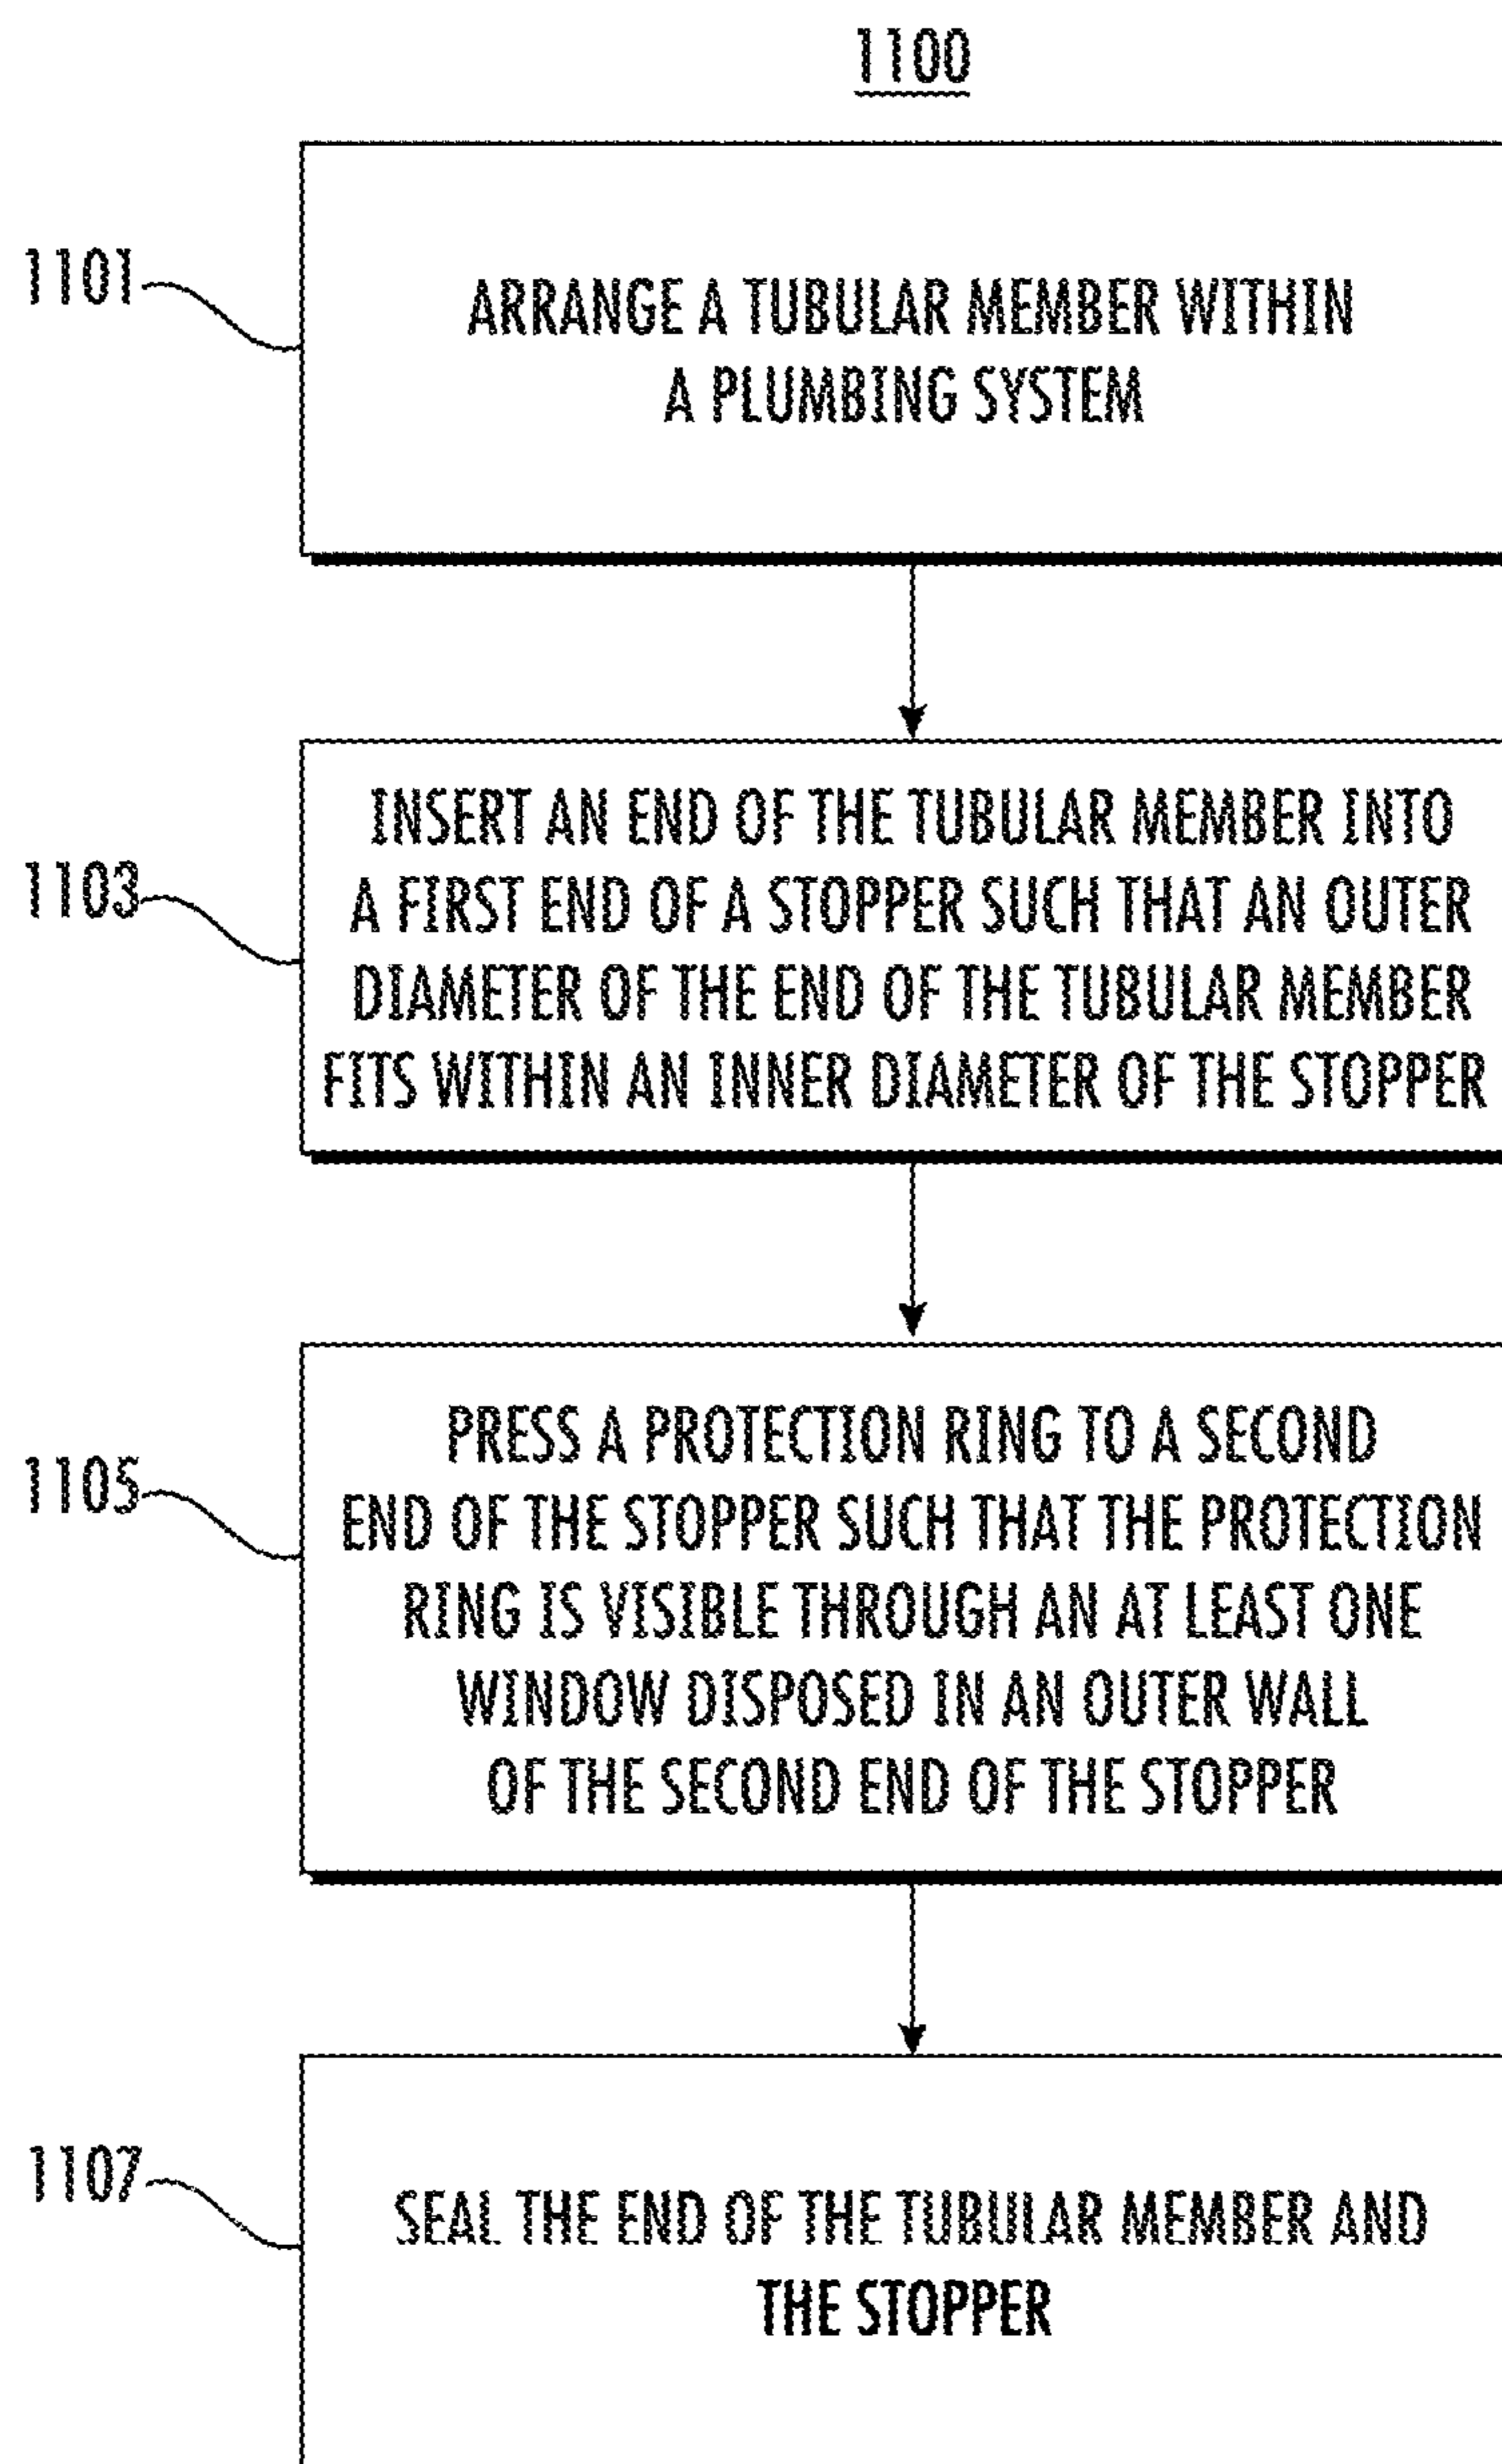 1100
1101
ARRANGE A TUBULAR MEMBER WITHIN
A PLUMBING SYSTEM
1103
INSERT AN END OF THE TUBULAR MEMBER INTO
A FIRST END OF A STOPPER SUCH THAT AN OUTER
DIAMETER OF THE END OF THE TUBULAR MEMBER
FITS WITHIN AN INNER DIAMETER OF THE STOPPER
1105
PRESS A PROTECTION RING TO A SECOND
END OF THE STOPPER SUCH THAT THE PROTECTION
RING IS VISIBLE THROUGH AN AT LEAST ONE
WINDOW DISPOSED IN AN OUTER WALL
OF THE SECOND END OF THE STOPPER
1107
SEAL THE END OF THE TUBULAR MEMBER AND
THE STOPPER